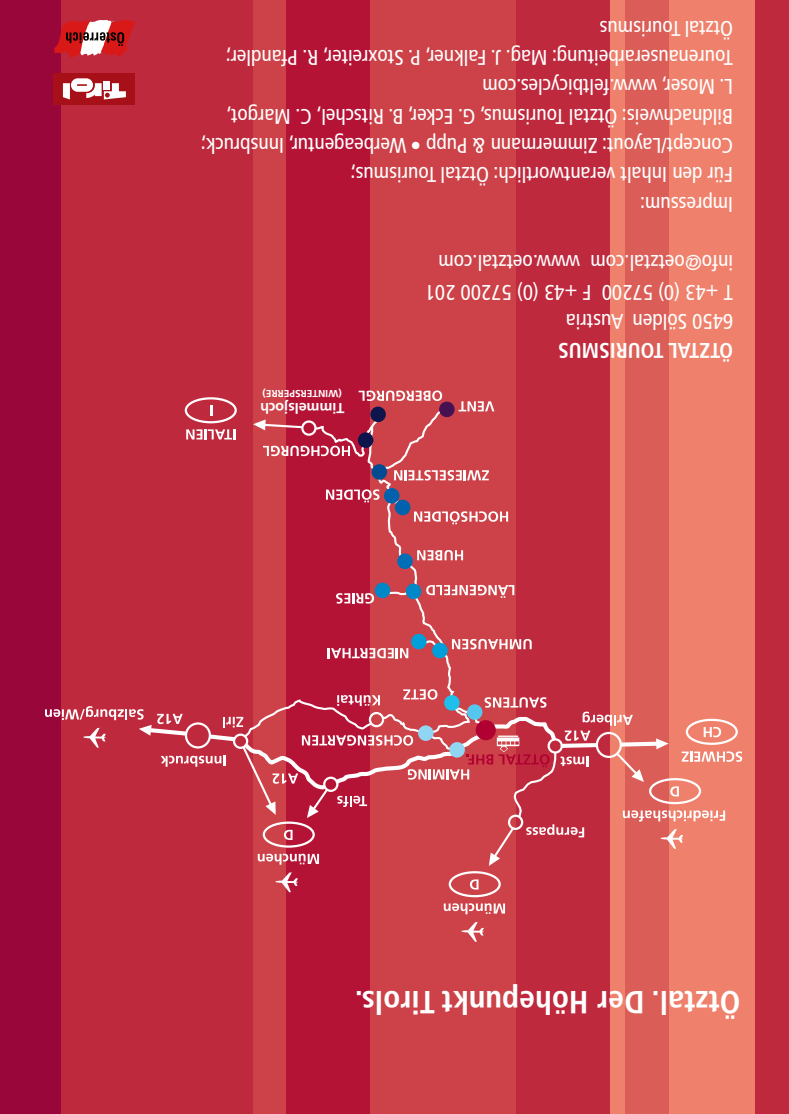 Ötztal. Der Höhepunkt Tirols.
München
D
München
D
Friedrichshafen
D
SCHWEIZ
CH
Fernpass
Arlberg
A12
Imst
ÖTZTAL BHF.
HAIMING
Telfs
A12
Innsbruck
Zirl
A12
Salzburg/Wien
OCHSENGARTEN
Kühtai
SAUTENS
OETZ
UMHAUSEN
NIEDERTHAI
LÄNGENFELD
GRIES
HUBEN
HOCHSÖLDEN
SÖLDEN
ZWIESELSTEIN
HOCHGURGL
VENT
OBERGURGL
Timmelsjoch
(WINTERSPERRE)
ITALIEN
I
ÖTZTAL TOURISMUS
6450 Sölden Austria
T +43 (0) 57200 F +43 (0) 57200 201
info@oetztal.com www.oetztal.com
Impressum:
Für den Inhalt verantwortlich: Ötztal Tourismus;
Concept/Layout: Zimmermann & Pupp • Werbeagentur, Innsbruck;
Bildnachweis: Ötztal Tourismus, G. Ecker, B. Ritschel, C. Margot,
L. Moser, www.feltbicycles.com
Tourenauserarbeitung: Mag. J. Falkner, P. Stoxreiter, R. Pfandler,
Ötztal Tourismus
Tirol
Österreich